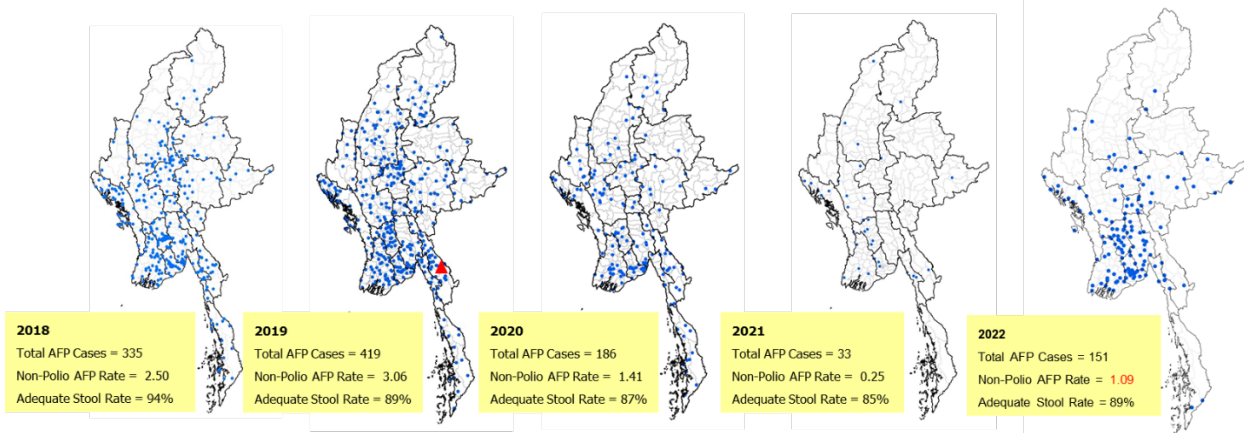 2018
Total AFP Cases = 335
Non-Polio AFP Rate = 2.50
Adequate Stool Rate = 94%
2019
Total AFP Cases = 419
Non-Polio AFP Rate = 3.06
Adequate Stool Rate = 89%
2020
Total AFP Cases = 186
Non-Polio AFP Rate = 1.41
Adequate Stool Rate = 87%
2021
Total AFP Cases = 33
Non-Polio AFP Rate = 0.25
Adequate Stool Rate = 85%
2022
Total AFP Cases = 151
Non-Polio AFP Rate = 1.09
Adequate Stool Rate = 89%